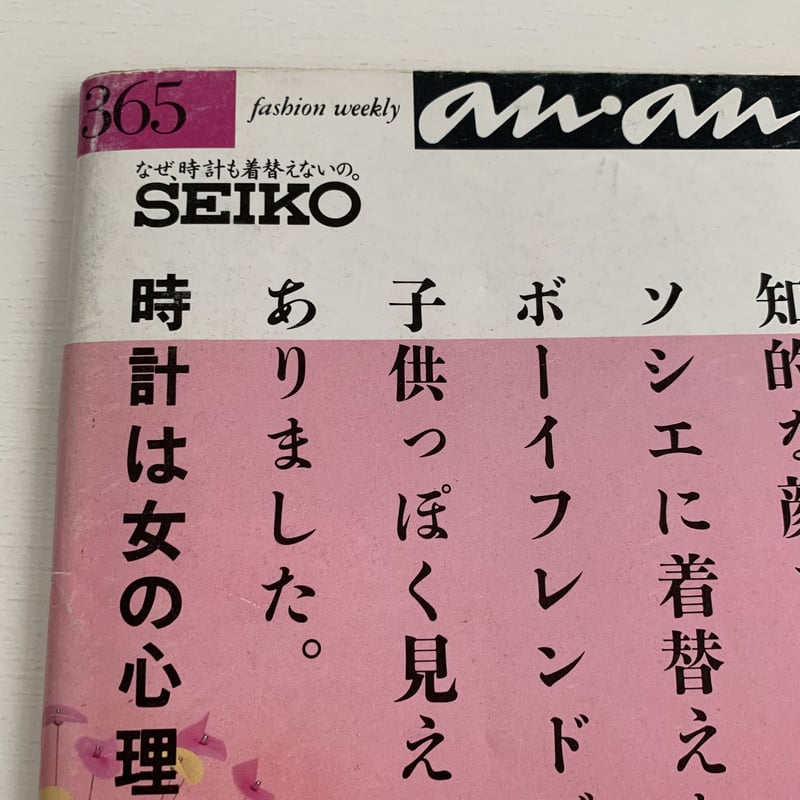 365
fashion weekly
an・an
なぜ、時計も着替えないの。
SEIKO
知的な顔
ソシエに着替え
ボーイフレンド
子供っぽく見え
ありました。
時計は女の心理